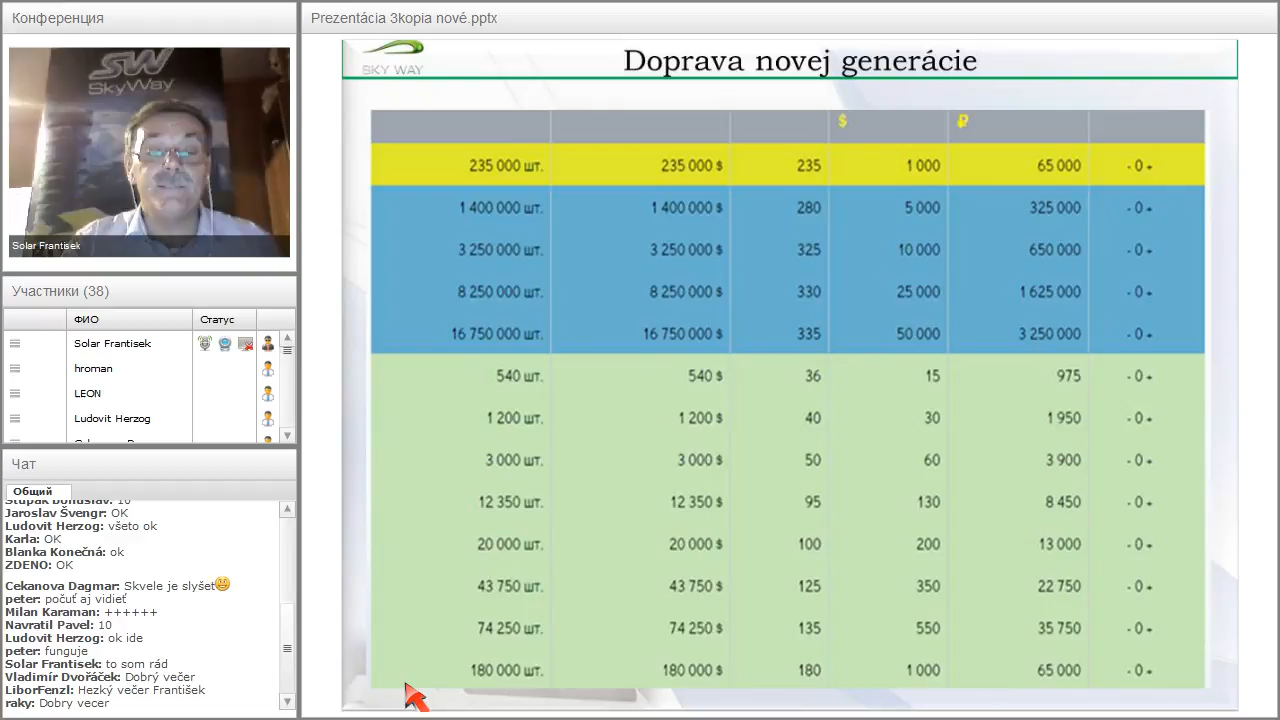 Конференция
SW
SkyWay
Solar Frantisek
Участники (38)
ФИО Статус
Solar Frantisek
hroman
LEON
Ludovit Herzog
Чат
Общий
Stupak Bohuslav: 10
Jaroslav Švengr: OK
Ludovit Herzog: všeto ok
Karla: OK
Blanka Konečná: ok
ZDENO: OK
Cekanova Dagmar: Skvele je slyšet
peter: počuť aj vidieť
Milan Karaman: ++++++
Navratil Pavel: 10
Ludovit Herzog: ok ide
peter: funguje
Solar Frantisek: to som rád
Vladimír Dvořáček: Dobrý večer
LiborFenzl: Hezký večer František
raky: Dobry vecer
Prezentácia 3kopia nové.pptx
SKY WAY
Doprava novej generácie
$ ₽
235 000 шт. 235 000 $ 235 1 000 65 000 - 0 +
1 400 000 шт. 1 400 000 $ 280 5 000 325 000 - 0 +
3 250 000 шт. 3 250 000 $ 325 10 000 650 000 - 0 +
8 250 000 шт. 8 250 000 $ 330 25 000 1 625 000 - 0 +
16 750 000 шт. 16 750 000 $ 335 50 000 3 250 000 - 0 +
540 шт. 540 $ 36 15 975 - 0 +
1 200 шт. 1 200 $ 40 30 1 950 - 0 +
3 000 шт. 3 000 $ 50 60 3 900 - 0 +
12 350 шт. 12 350 $ 95 130 8 450 - 0 +
20 000 шт. 20 000 $ 100 200 13 000 - 0 +
43 750 шт. 43 750 $ 125 350 22 750 - 0 +
74 250 шт. 74 250 $ 135 550 35 750 - 0 +
180 000 шт. 180 000 $ 180 1 000 65 000 - 0 +